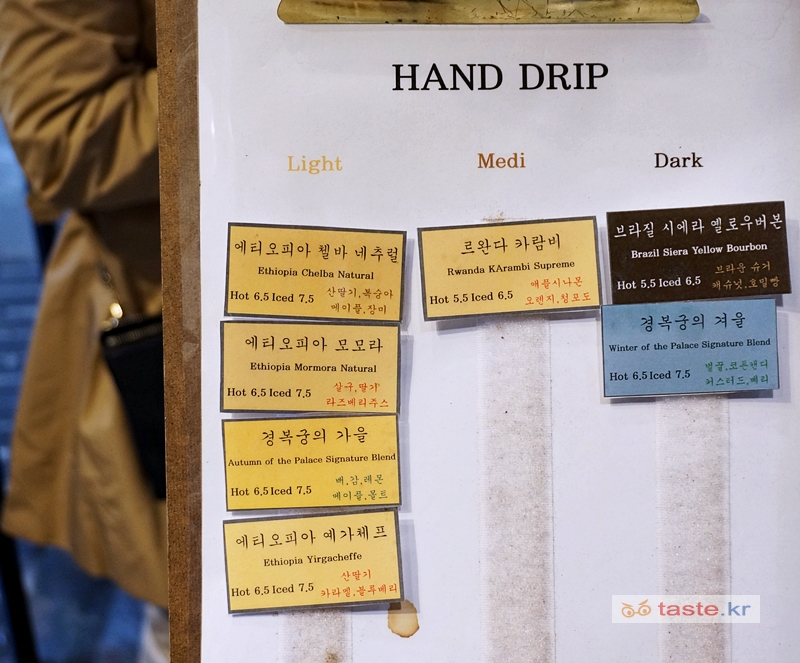 HAND DRIP
Light
Medi
Dark
에티오피아 첼바 네추럴
Ethiopia Chelba Natural
Hot 6,5 Iced 7,5
산딸기,복숭아
메이플,장미
에티오피아 모모라
Ethiopia Mormora Natural
Hot 6,5 Iced 7,5
살구,딸기
라즈베리주스
경복궁의 가을
Autumn of the Palace Signature Blend
Hot 6,5 Iced 7,5
배,감,레몬
메이플,몰트
에티오피아 예가체프
Ethiopia Yirgacheffe
Hot 6,5 Iced 7,5
산딸기
카라멜,블루베리
르완다 카람비
Rwanda KArambi Supreme
Hot 5,5 Iced 6,5
애플시나몬
오렌지,청포도
브라질 시에라 옐로우버본
Brazil Siera Yellow Bourbon
Hot 5,5 Iced 6,5
브라운 슈거
캐슈넛,호밀빵
경복궁의 겨울
Winter of the Palace Signature Blend
Hot 6,5 Iced 7,5
벌꿀,코튼캔디
커스터드,베리
taste.kr